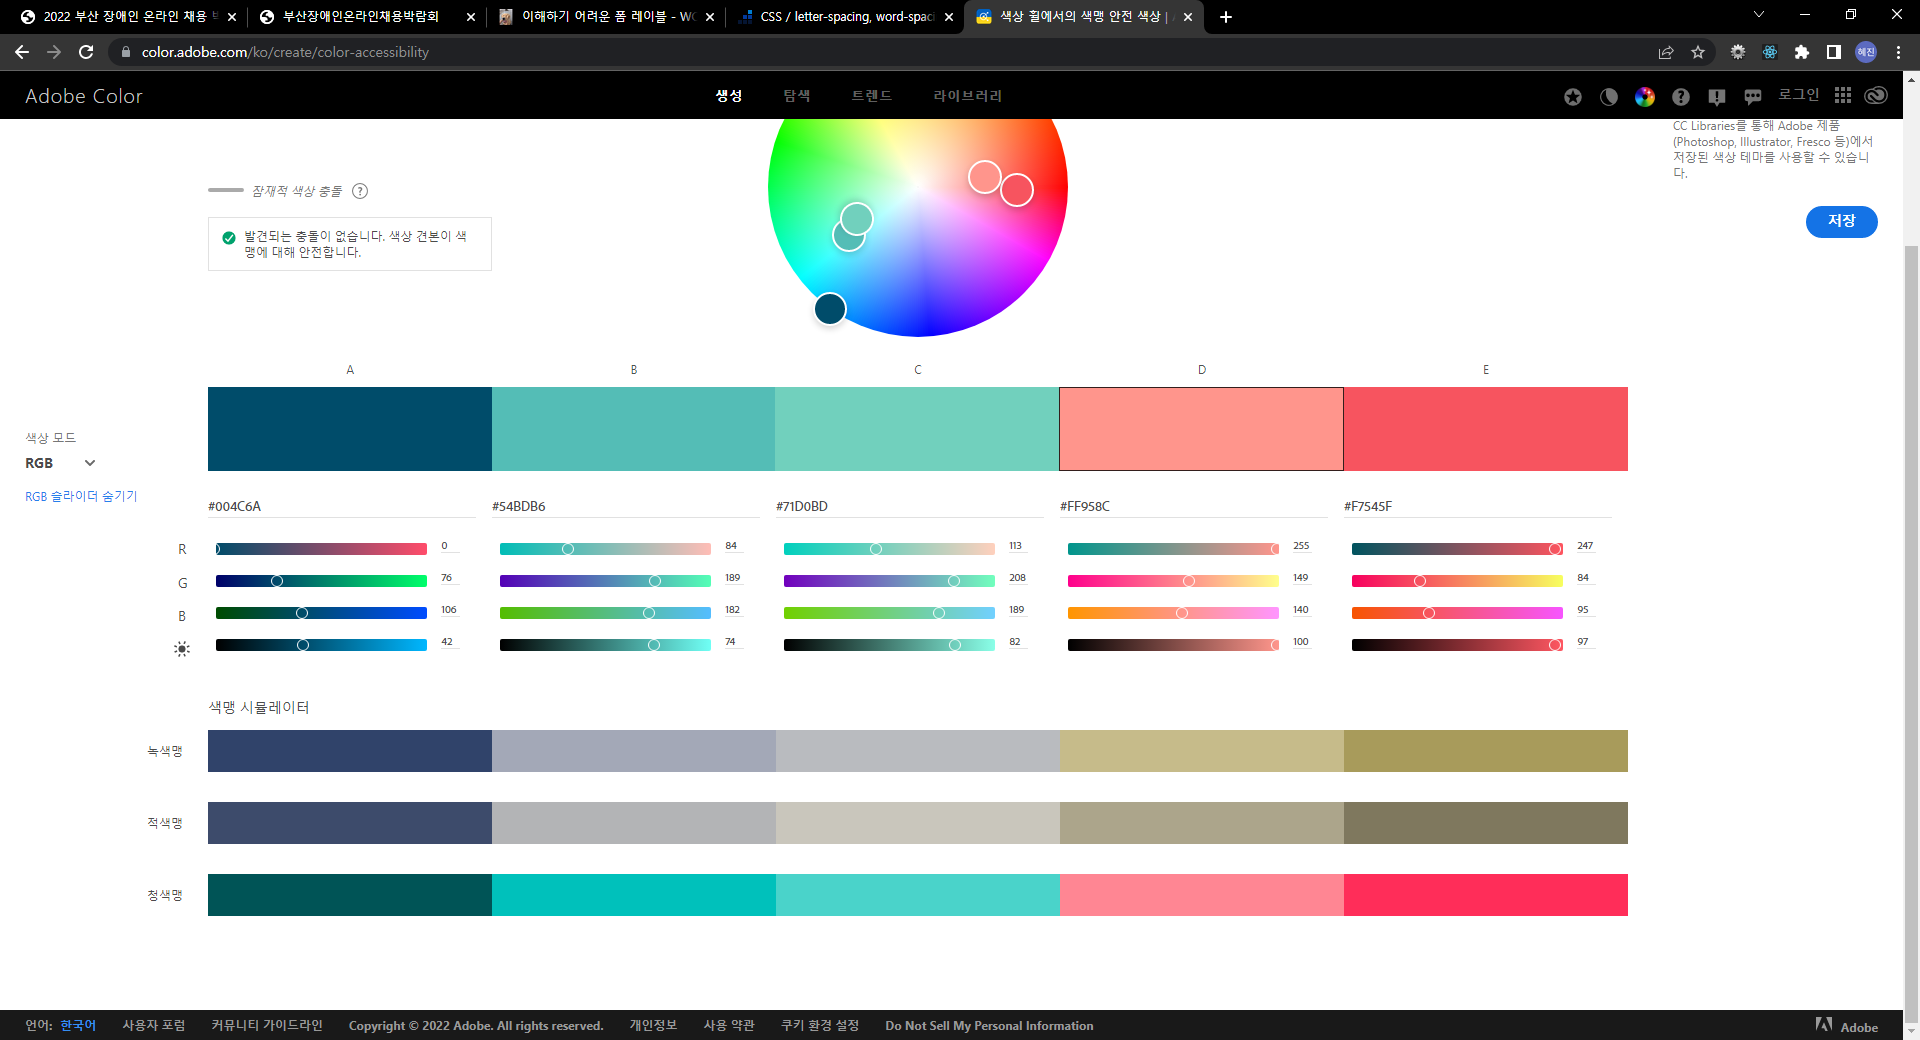 2022 부산 장애인 온라인 채용
부산장애인온라인채용박람회
이해하기 어려운 폼 레이블 - WC
CSS / letter-spacing, word-spaci
색상 휠에서의 색맹 안전 색상 |
color.adobe.com/ko/create/color-accessibility
혜진
Adobe Color
생성
탐색
트렌드
라이브러리
로그인
CC Libraries를 통해 Adobe 제품
(Photoshop, Illustrator, Fresco 등)에서
저장된 색상 테마를 사용할 수 있습니
다.
저장
잠재적 색상 충돌
발견되는 충돌이 없습니다. 색상 견본이 색
맹에 대해 안전합니다.
A B C D E
색상 모드
RGB
RGB 슬라이더 숨기기
#004C6A #54BDB6 #71D0BD #FF958C #F7545F
R 0 84 113 255 247
G 76 189 208 149 84
B 106 182 189 140 95
42 74 82 100 97
색맹 시뮬레이터
녹색맹
적색맹
청색맹
언어: 한국어 사용자 포럼 커뮤니티 가이드라인 Copyright © 2022 Adobe. All rights reserved. 개인정보 사용 약관 쿠키 환경 설정 Do Not Sell My Personal Information
Adobe